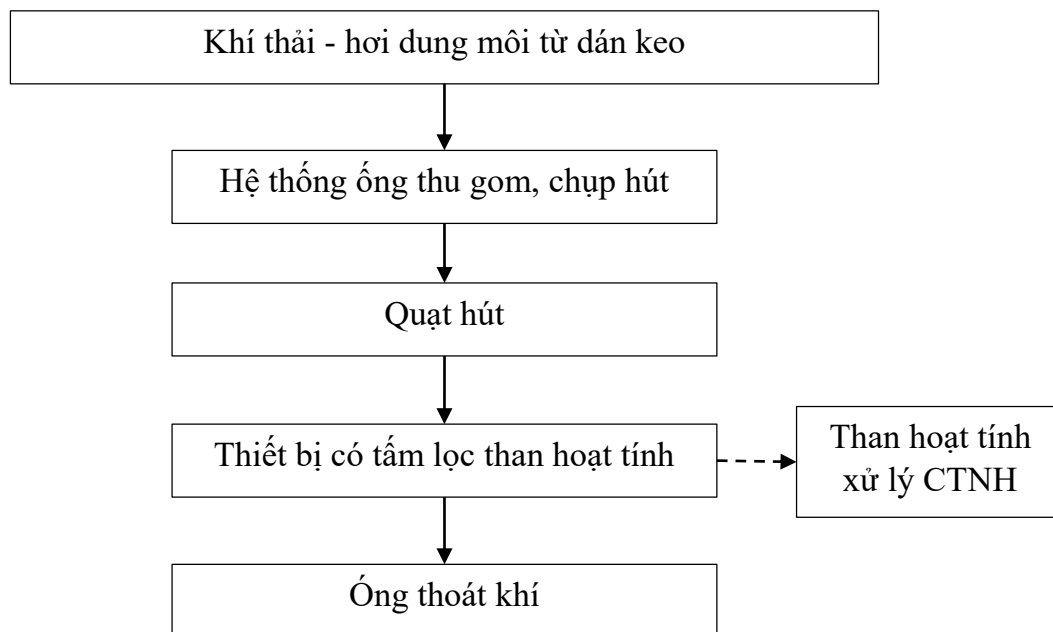 Khí thải - hơi dung môi từ dán keo
Hệ thống ống thu gom, chụp hút
Quạt hút
Thiết bị có tấm lọc than hoạt tính
Than hoạt tính
xử lý CTNH
Óng thoát khí